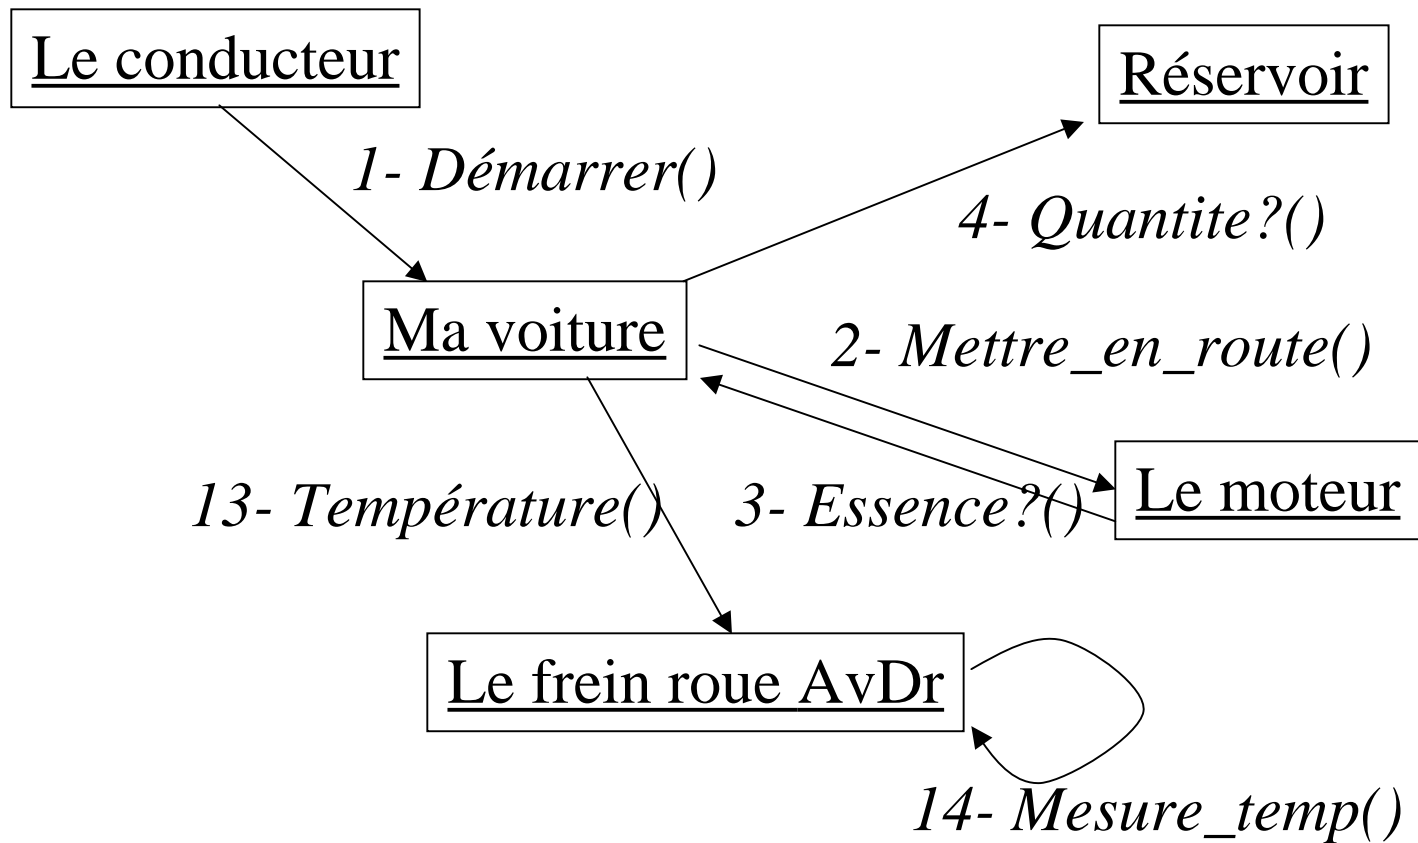 Le conducteur
Réservoir
1- Démarrer()
4- Quantite?()
Ma voiture
2- Mettre_en_route()
13- Température()
3- Essence?()
Le moteur
Le frein roue AvDr
14- Mesure_temp()